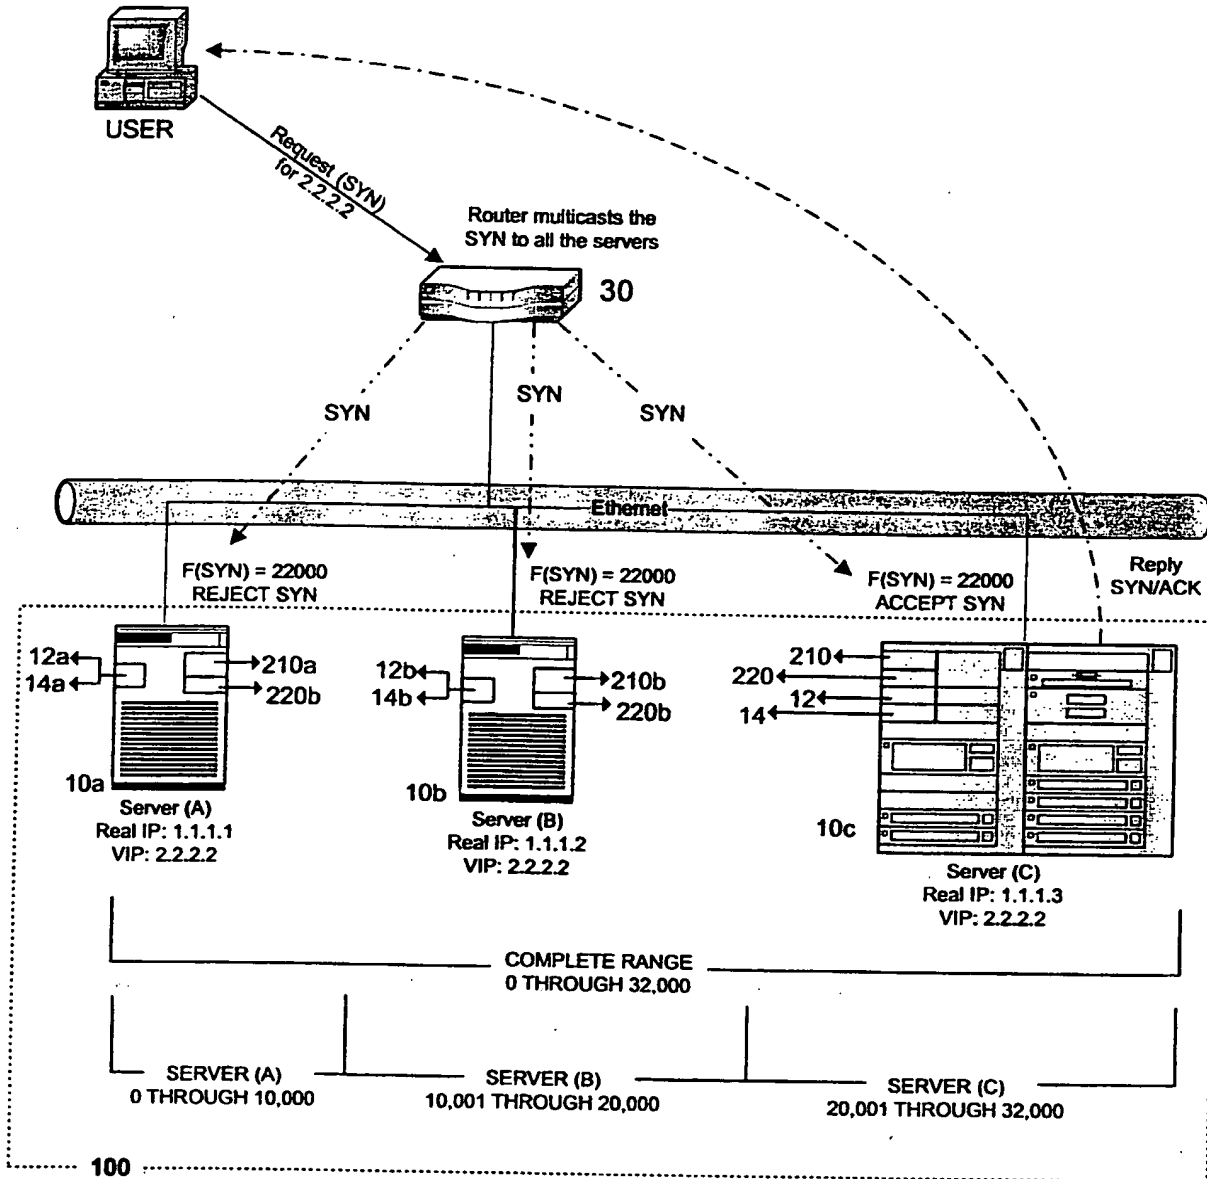 USER
Request (SYN)
for 2.2.2.2
Router multicasts the
SYN to all the servers
30
SYN
SYN
SYN
Ethernet
Reply
SYN/ACK
F(SYN) = 22000
REJECT SYN
F(SYN) = 22000
REJECT SYN
F(SYN) = 22000
ACCEPT SYN
12a
14a
210a
220b
12b
14b
210b
220b
210
220
12
14
10a
Server (A)
Real IP: 1.1.1.1
VIP: 2.2.2.2
10b
Server (B)
Real IP: 1.1.1.2
VIP: 2.2.2.2
10c
Server (C)
Real IP: 1.1.1.3
VIP: 2.2.2.2
COMPLETE RANGE
0 THROUGH 32,000
SERVER (A)
0 THROUGH 10,000
SERVER (B)
10,001 THROUGH 20,000
SERVER (C)
20,001 THROUGH 32,000
100